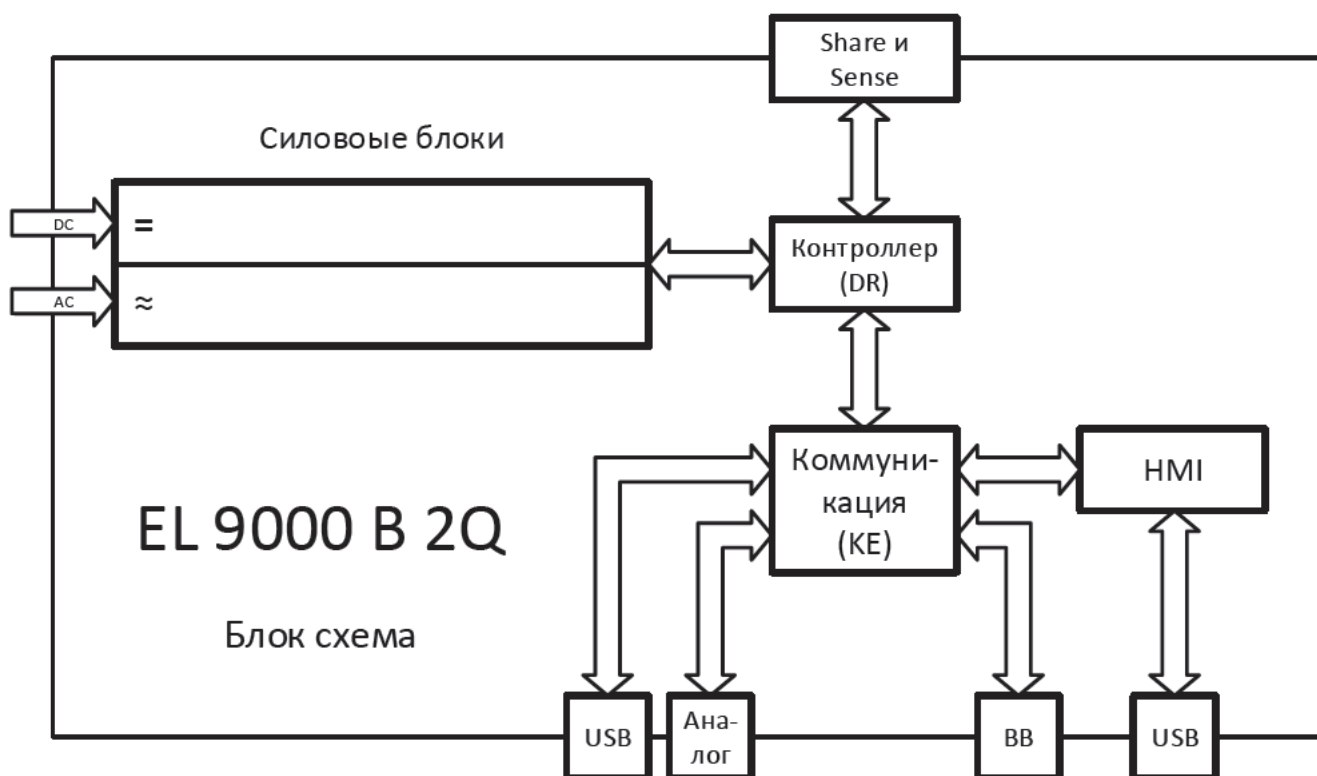 Share и
Sense
Силовоые блоки
DC
=
AC
≈
Контроллер
(DR)
Коммуни-
кация
(KE)
HMI
EL 9000 B 2Q
Блок схема
USB
Ана-
лог
BB
USB